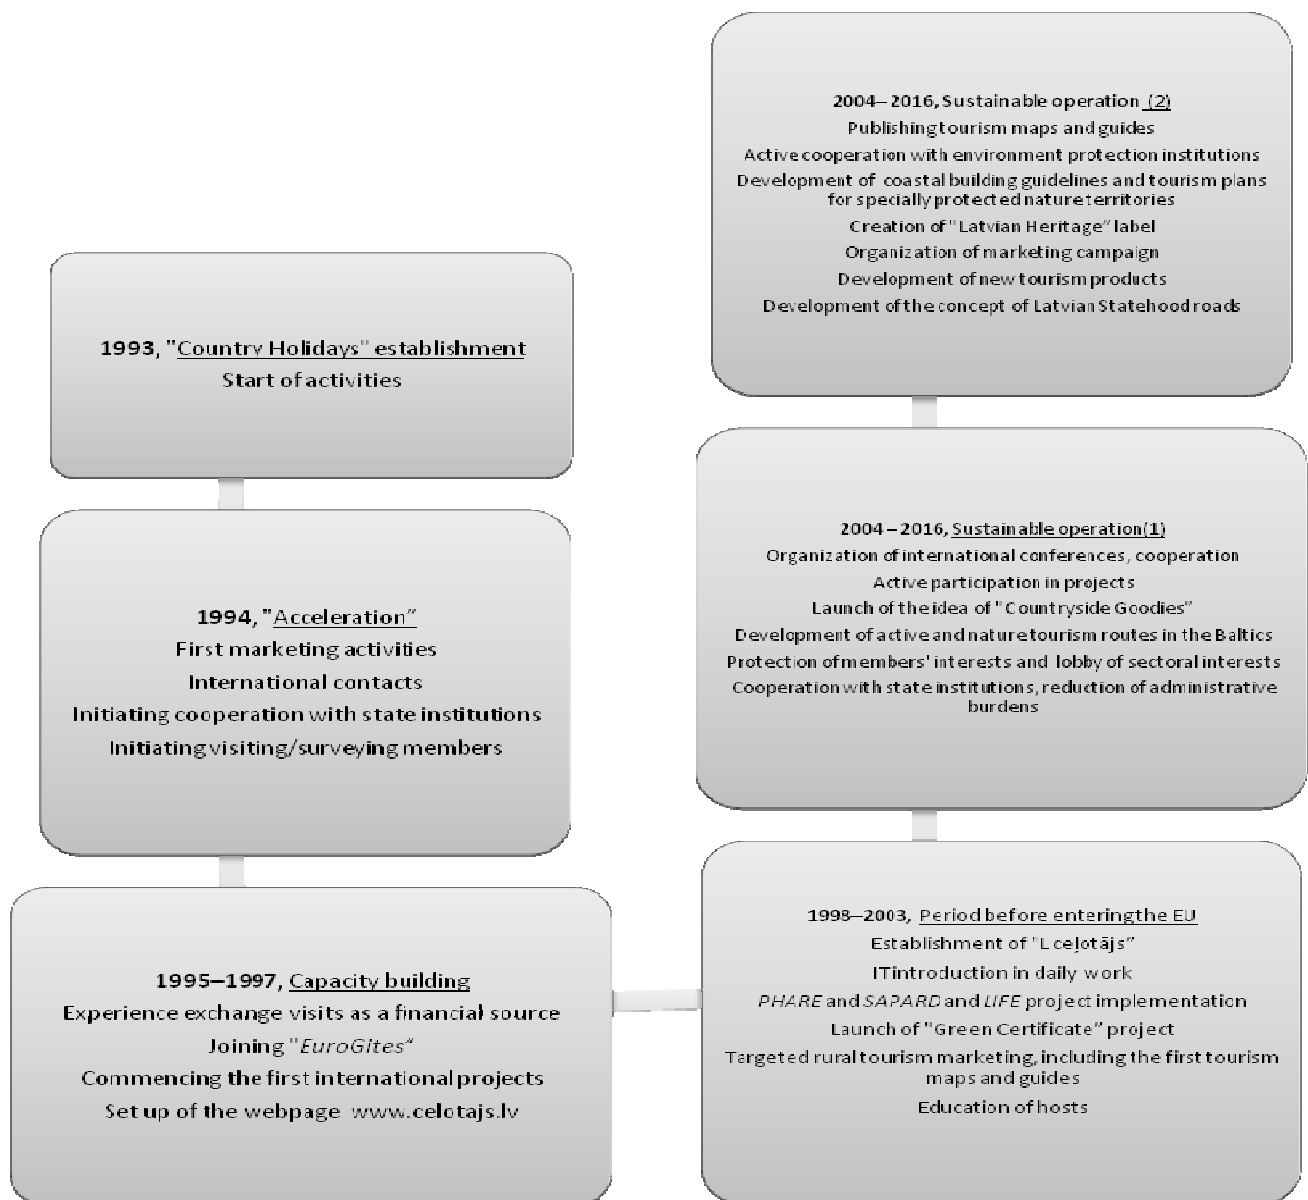 1993, "Country Holidays" establishment
Start of activities
1994, "Acceleration"
First marketing activities
International contacts
Initiating cooperation with state institutions
Initiating visiting/surveying members
1995–1997, Capacity building
Experience exchange visits as a financial source
Joining "EuroGites"
Commencing the first international projects
Set up of the webpage www.celotajs.lv
1998–2003, Period before entering the EU
Establishment of "Lceļotājs"
IT introduction in daily work
PHARE and SAPARD and LIFE project implementation
Launch of "Green Certificate" project
Targeted rural tourism marketing, including the first tourism
maps and guides
Education of hosts
2004–2016, Sustainable operation(1)
Organization of international conferences, cooperation
Active participation in projects
Launch of the idea of "Countryside Goodies"
Development of active and nature tourism routes in the Baltics
Protection of members' interests and lobby of sectoral interests
Cooperation with state institutions, reduction of administrative
burdens
2004–2016, Sustainable operation (2)
Publishing tourism maps and guides
Active cooperation with environment protection institutions
Development of coastal building guidelines and tourism plans
for specially protected nature territories
Creation of "Latvian Heritage" label
Organization of marketing campaign
Development of new tourism products
Development of the concept of Latvian Statehood roads